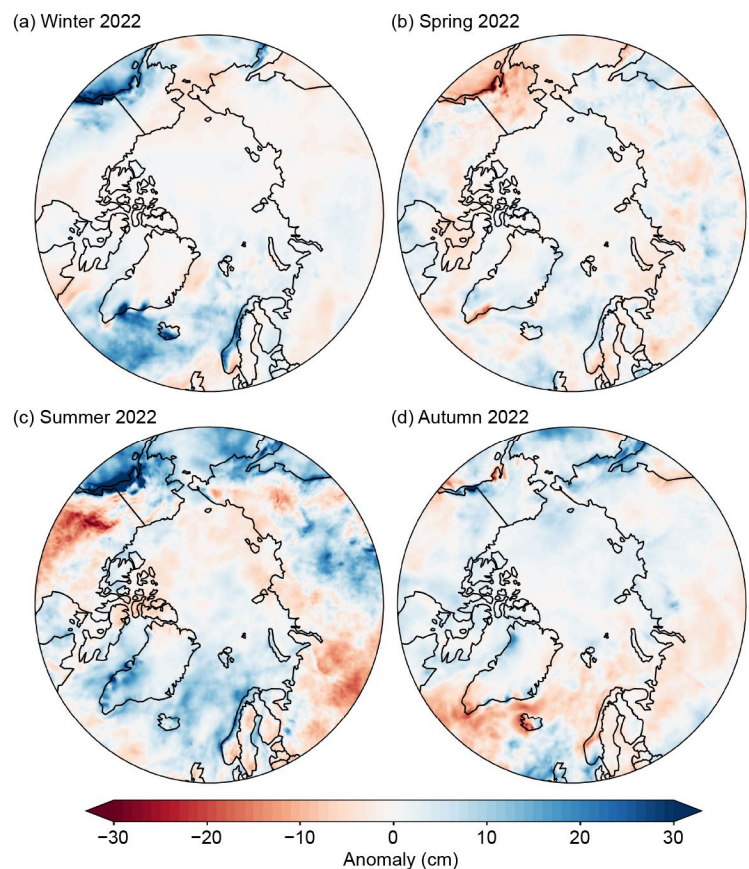 (a) Winter 2022
(b) Spring 2022
(c) Summer 2022
(d) Autumn 2022
−30 −20 −10 0 10 20 30
Anomaly (cm)